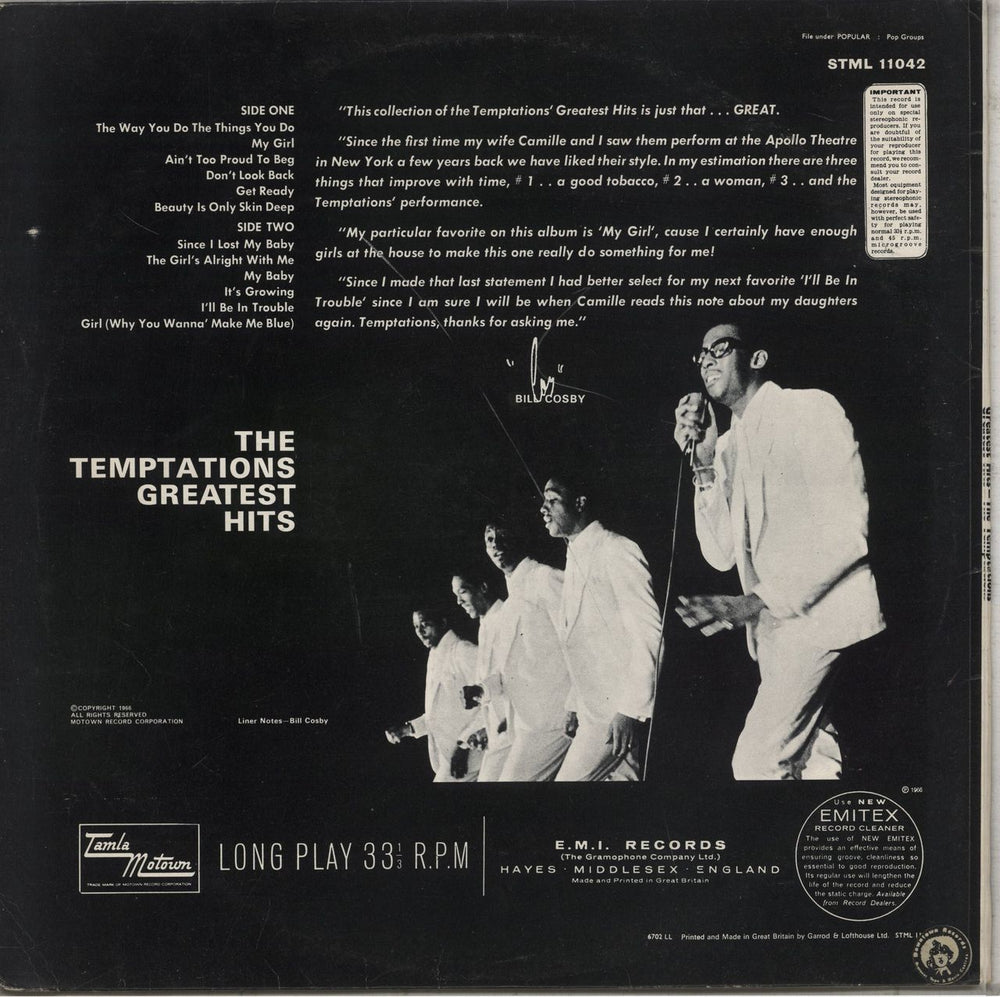 File under POPULAR : Pop Groups
STML 11042
SIDE ONE
The Way You Do The Things You Do
My Girl
Ain't Too Proud To Beg
Don't Look Back
Get Ready
Beauty Is Only Skin Deep
SIDE TWO
Since I Lost My Baby
The Girl's Alright With Me
My Baby
It's Growing
I'll Be In Trouble
Girl (Why You Wanna' Make Me Blue)
"This collection of the Temptations' Greatest Hits is just that . . . GREAT.
"Since the first time my wife Camille and I saw them perform at the Apollo Theatre
in New York a few years back we have liked their style. In my estimation there are three
things that improve with time, # 1 . . a good tobacco, # 2 . . a woman, # 3 . . and the
Temptations' performance.
"My particular favorite on this album is 'My Girl', cause I certainly have enough
girls at the house to make this one really do something for me!
"Since I made that last statement I had better select for my next favorite 'I'll Be In
Trouble' since I am sure I will be when Camille reads this note about my daughters
again. Temptations, thanks for asking me."
BILL COSBY
IMPORTANT
This record is
intended for use
only on special
stereophonic re-
producers. If you
are doubtful of
the suitability of
your reproducer
for playing this
record, we recom-
mend you to con-
sult your record
dealer.
Most equipment
designed for play-
ing stereophonic
records may,
however, be used
with perfect safe-
ty for playing
normal 33⅓ r.p.m.
and 45 r.p.m.
microgroove
records.
THE
TEMPTATIONS
GREATEST
HITS
Greatest Hits—The Temptations
©COPYRIGHT 1966
ALL RIGHTS RESERVED
MOTOWN RECORD CORPORATION
Liner Notes—Bill Cosby
℗ 1966
Tamla
Motown
TRADE MARK OF MOTOWN RECORD CORPORATION
LONG PLAY 33⅓ R.P.M
E.M.I. RECORDS
(The Gramophone Company Ltd.)
HAYES · MIDDLESEX · ENGLAND
Made and Printed in Great Britain
Use NEW
EMITEX
RECORD CLEANER
The use of NEW EMITEX
provides an effective means of
ensuring groove cleanliness so
essential to good reproduction.
Its regular use will lengthen the
life of the record and reduce
the static charge. Available
from Record Dealers.
6702 LL Printed and Made in Great Britain by Garrod & Lofthouse Ltd. STML
Downtown Records